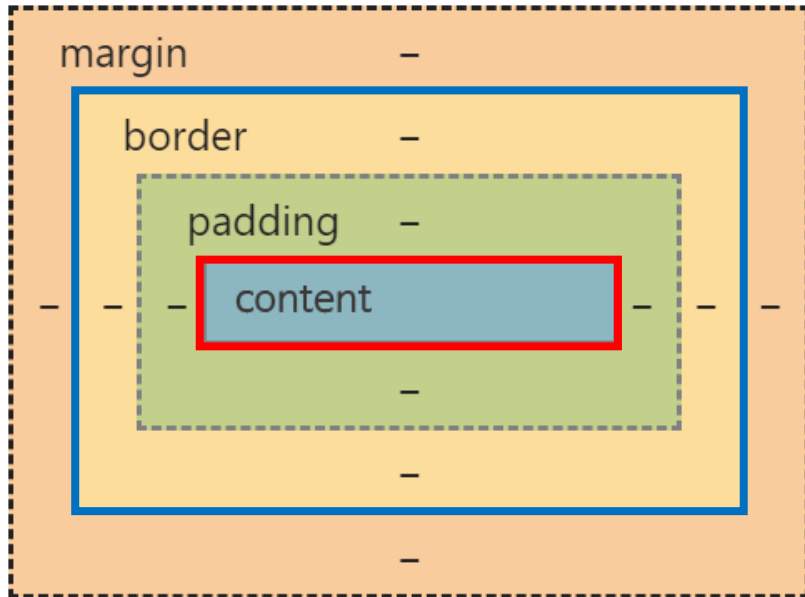 margin –
border –
padding –
– – – content – – –
–
–
–